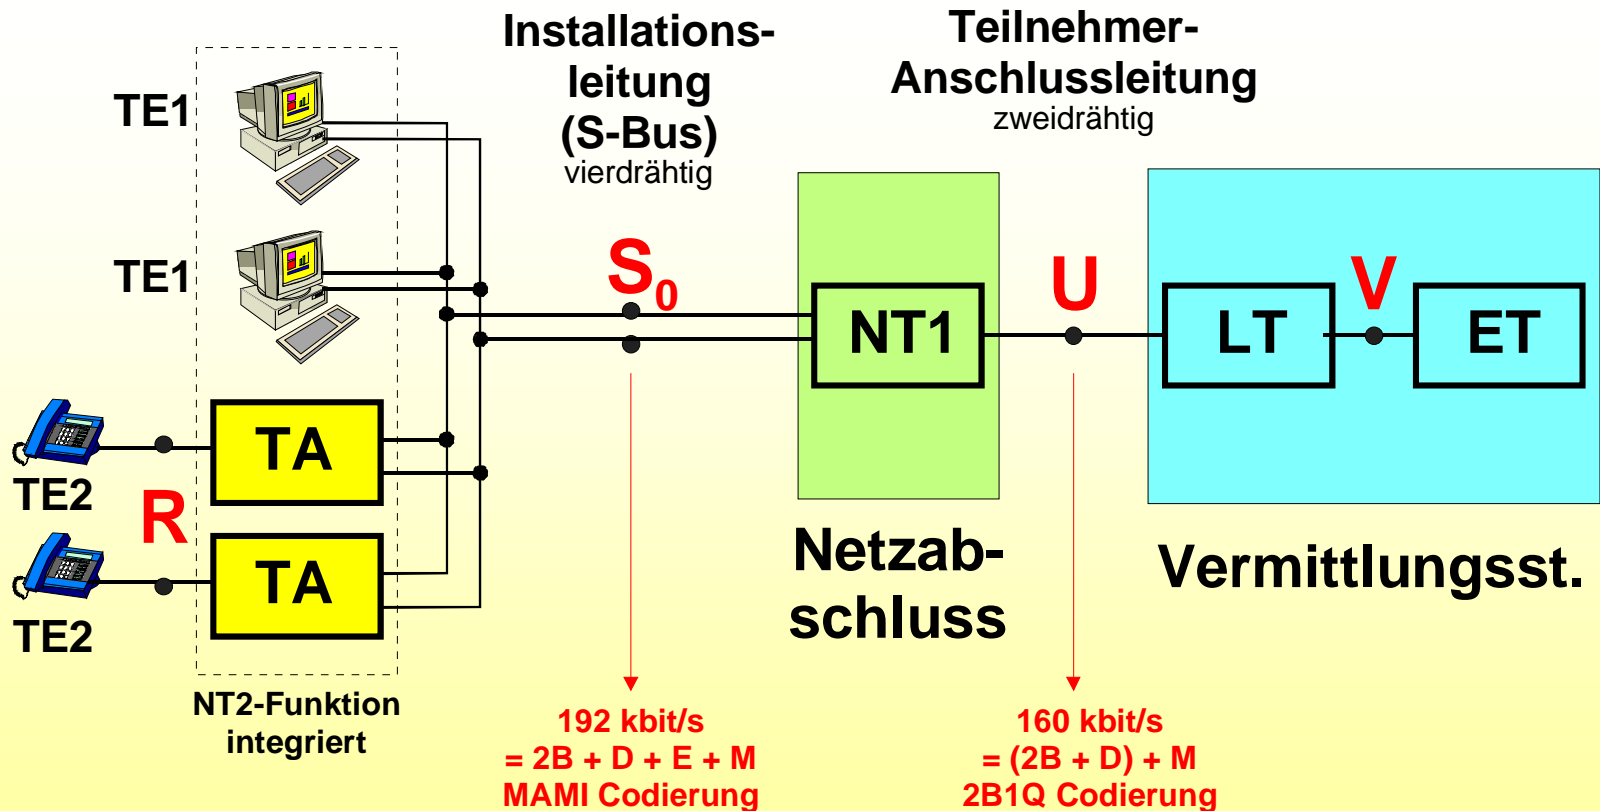 Installations-
leitung
(S-Bus)
vierdrähtig
Teilnehmer-
Anschlussleitung
zweidrähtig
TE1
TE1
S0
U
V
NT1
LT
ET
TA
TE2
R
TA
TE2
Netzab-
schluss
Vermittlungsst.
NT2-Funktion
integriert
192 kbit/s
= 2B + D + E + M
MAMI Codierung
160 kbit/s
= (2B + D) + M
2B1Q Codierung